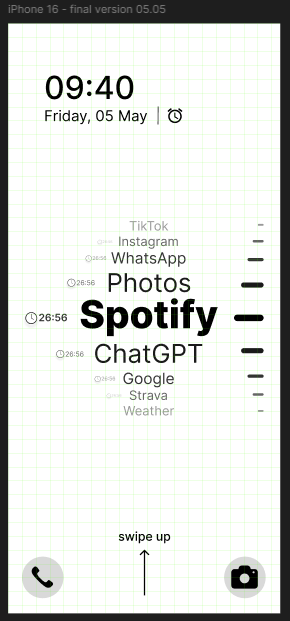 iPhone 16 - final version 05.05
09:40
Friday, 05 May
TikTok
Instagram
26:56 WhatsApp
26:56 Photos
26:56 Spotify
26:56 ChatGPT
26:56 Google
Strava
Weather
swipe up